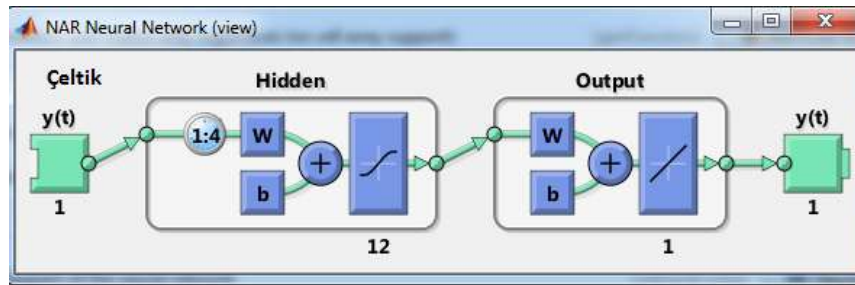 NAR Neural Network (view)
Çeltik
Hidden
Output
y(t)
1:4
W
b
W
b
y(t)
1
12
1
1